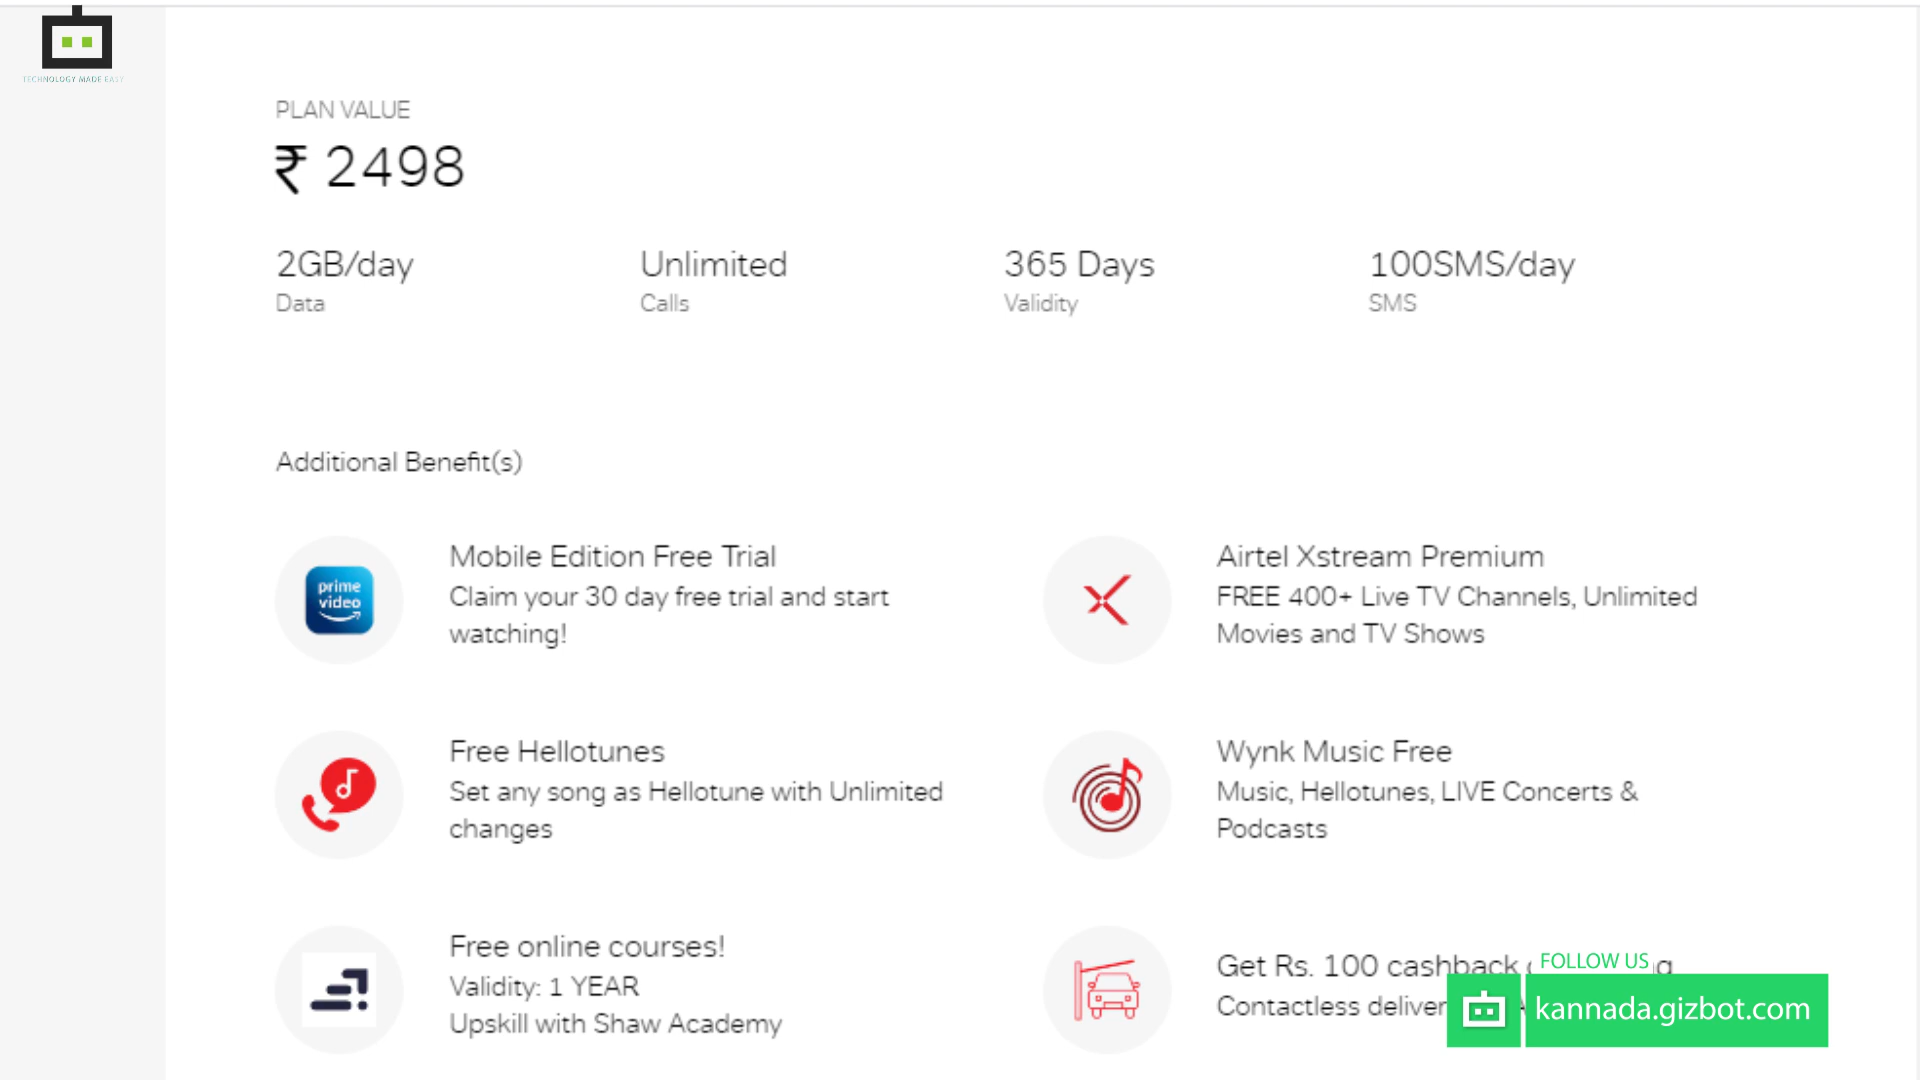 TECHNOLOGY MADE EASY
PLAN VALUE
₹ 2498
2GB/day
Data
Unlimited
Calls
365 Days
Validity
100SMS/day
SMS
Additional Benefit(s)
prime
video
Mobile Edition Free Trial
Claim your 30 day free trial and start
watching!
Airtel Xstream Premium
FREE 400+ Live TV Channels, Unlimited
Movies and TV Shows
Free Hellotunes
Set any song as Hellotune with Unlimited
changes
Wynk Music Free
Music, Hellotunes, LIVE Concerts &
Podcasts
Free online courses!
Validity: 1 YEAR
Upskill with Shaw Academy
Get Rs. 100 cashback
Contactless
FOLLOW US
kannada.gizbot.com